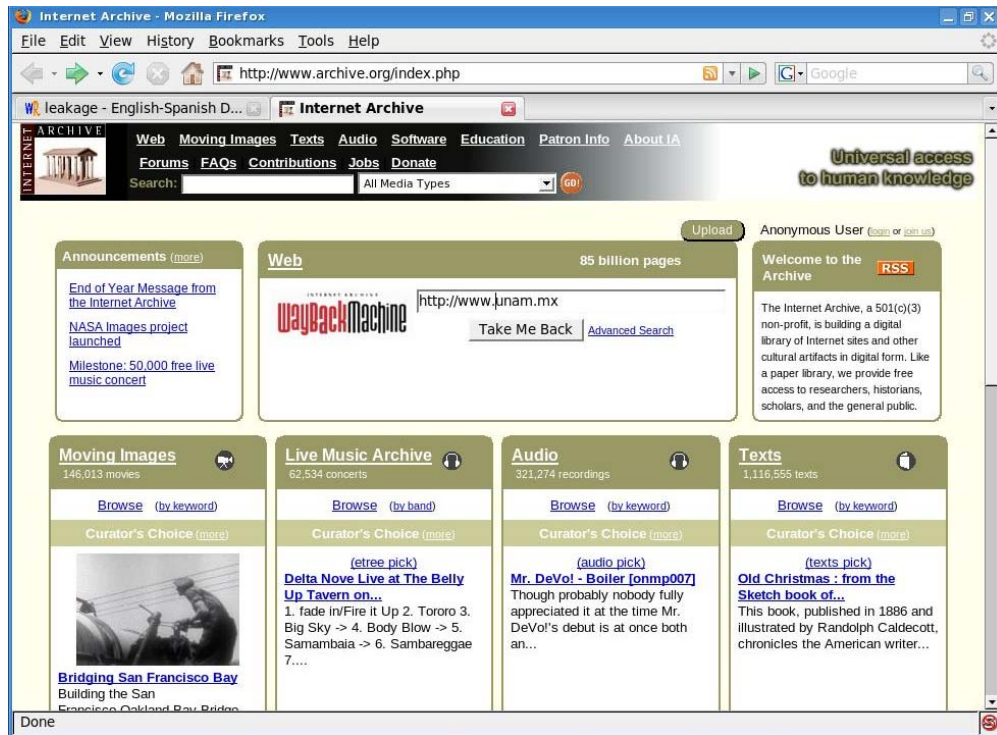 Internet Archive - Mozilla Firefox
File Edit View History Bookmarks Tools Help
http://www.archive.org/index.php
G Google
leakage - English-Spanish D...
Internet Archive
INTERNET ARCHIVE
Web Moving Images Texts Audio Software Education Patron Info About IA
Forums FAQs Contributions Jobs Donate
Search: All Media Types GO!
Universal access
to human knowledge
Upload
Anonymous User (login or join us)
Announcements (more)
End of Year Message from
the Internet Archive
NASA Images project
launched
Milestone: 50,000 free live
music concert
Web 85 billion pages
INTERNET ARCHIVE
WayBackMachine
http://www.unam.mx
Take Me Back Advanced Search
Welcome to the
Archive
RSS
The Internet Archive, a 501(c)(3)
non-profit, is building a digital
library of Internet sites and other
cultural artifacts in digital form. Like
a paper library, we provide free
access to researchers, historians,
scholars, and the general public.
Moving Images
146,013 movies
Browse (by keyword)
Curator's Choice (more)
Bridging San Francisco Bay
Building the San
Francisco Oakland Bay Bridge
Live Music Archive
62,534 concerts
Browse (by band)
Curator's Choice (more)
(etree pick)
Delta Nove Live at The Belly
Up Tavern on...
1. fade in/Fire it Up 2. Tororo 3.
Big Sky -> 4. Body Blow -> 5.
Samambaia -> 6. Sambareggae
7....
Audio
321,274 recordings
Browse (by keyword)
Curator's Choice (more)
(audio pick)
Mr. DeVo! - Boiler [onmp007]
Though probably nobody fully
appreciated it at the time Mr.
DeVo!'s debut is at once both
an...
Texts
1,116,555 texts
Browse (by keyword)
Curator's Choice (more)
(texts pick)
Old Christmas : from the
Sketch book of...
This book, published in 1886 and
illustrated by Randolph Caldecott,
chronicles the American writer...
Done